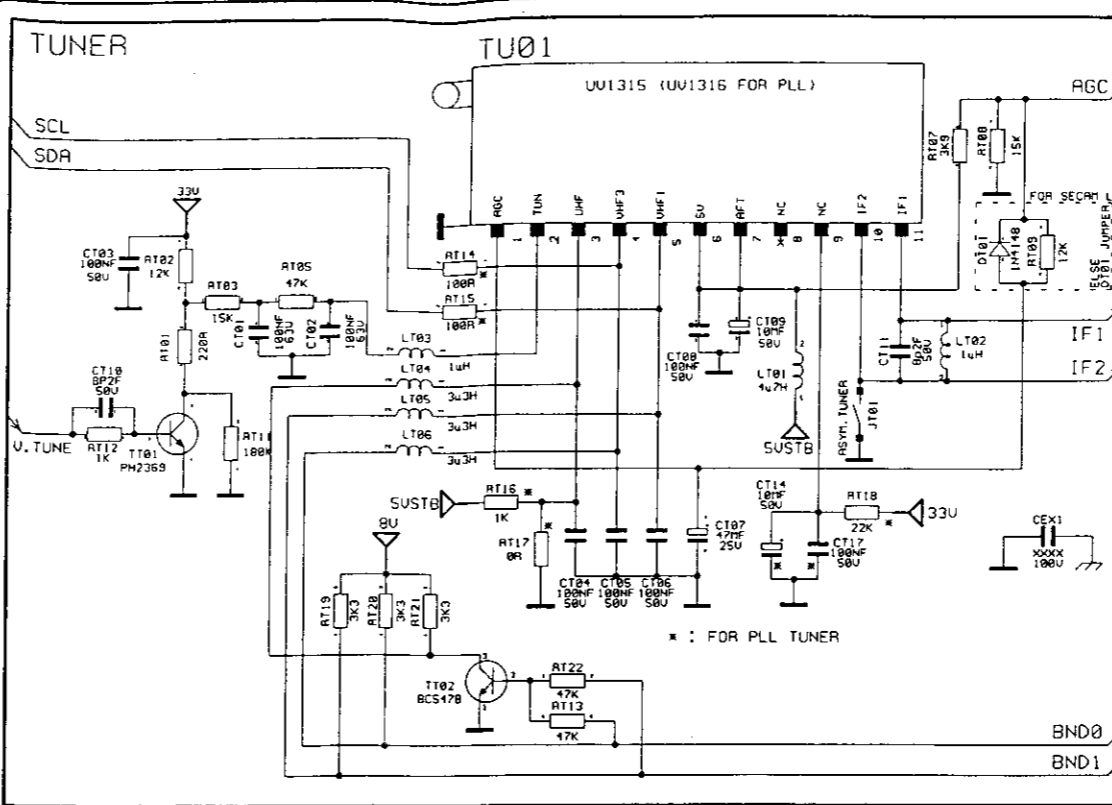 TUNER
TU01
UV1315 (UV1316 FOR PLL)
AGC
SCL
SDA
RT07
3K9
RT08
15K
33V
AGC
TUN
UHF
VHF3
VHF1
5V
AFT
NC
NC
IF2
IF1
1
2
3
4
5
6
7
8
9
10
11
FOR SECAM L
DT01
1N4148
RT09
12K
ELSE
DT01 JUMPER
CT03
100NF
50V
RT02
12K
RT14
100R
RT15
100R
RT03
15K
RT05
47K
CT01
100NF
63V
CT02
100NF
63V
RT01
220R
LT03
1uH
LT04
3u3H
LT05
3u3H
LT06
3u3H
CT08
100NF
50V
CT09
10MF
50V
LT01
4u7H
5VSTB
CT11
8p2F
50V
LT02
1uH
IF1
IF2
ASYM.TUNER
JT01
CT10
8P2F
50V
V.TUNE
RT12
1K
TT01
PH2369
RT11
180K
5VSTB
RT16
1K
*
RT17
0R
*
8V
CT04
100NF
50V
CT05
100NF
50V
CT06
100NF
50V
CT07
47MF
25V
CT14
10MF
50V
*
CT17
100NF
50V
*
RT18
22K
*
33V
CEX1
XXXX
100V
RT19
3K3
RT20
3K3
RT21
3K3
* : FOR PLL TUNER
TT02
BC547B
RT22
47K
RT13
47K
BND0
BND1